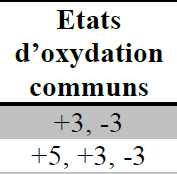 Etats
d’oxydation
communs
+3, -3
+5, +3, -3